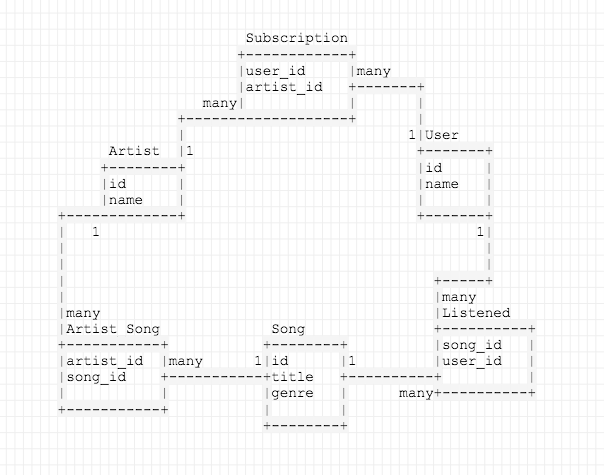 Subscription
user_id many
artist_id
many
1 User
Artist 1
id
name
id
name
1
1
many
many
Artist Song
Listened
Song
artist_id many
song_id
1 id 1
title
genre
song_id
user_id
many